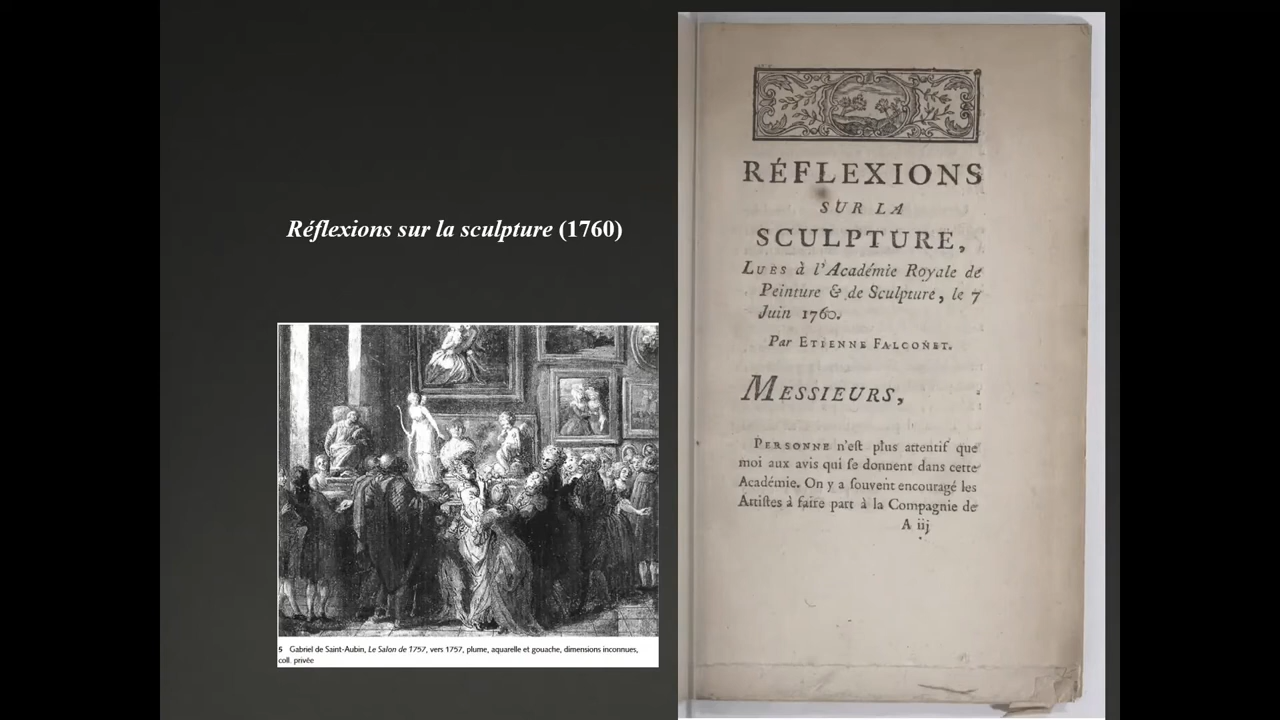 Réflexions sur la sculpture (1760)
5 Gabriel de Saint-Aubin, Le Salon de 1757, vers 1757, plume, aquarelle et gouache, dimensions inconnues,
coll. privée
RÉFLEXIONS
SUR LA
SCULPTURE,
LUES à l'Académie Royale de
Peinture & de Sculpture, le 7
Juin 1760.
Par ETIENNE FALCONET.
MESSIEURS,
PERSONNE n'eſt plus attentif que
moi aux avis qui ſe donnent dans cette
Académie. On y a ſouvent encouragé les
Artiſtes à faire part à la Compagnie de
A iij